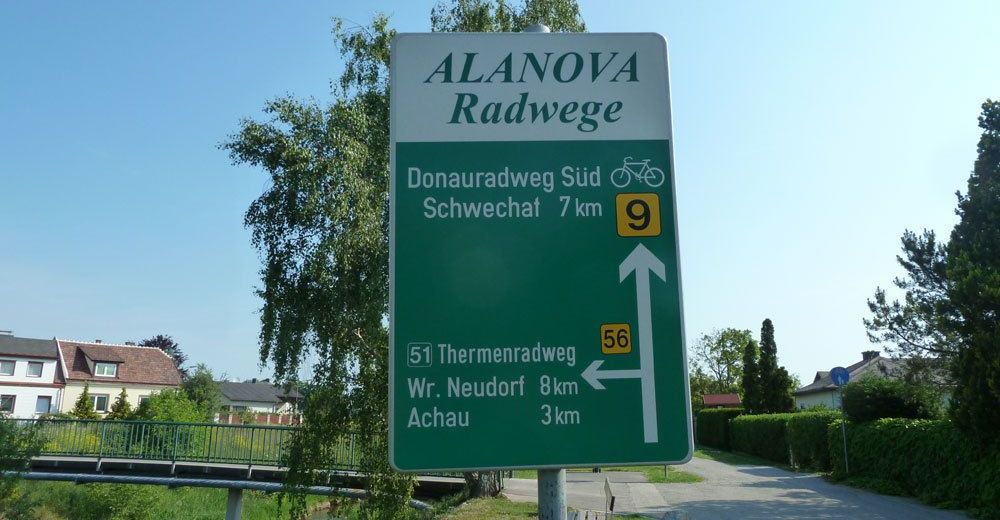 ALANOVA
Radwege
Donauradweg Süd
Schwechat 7 km
9
56
51 Thermenradweg
Wr. Neudorf 8 km
Achau 3 km